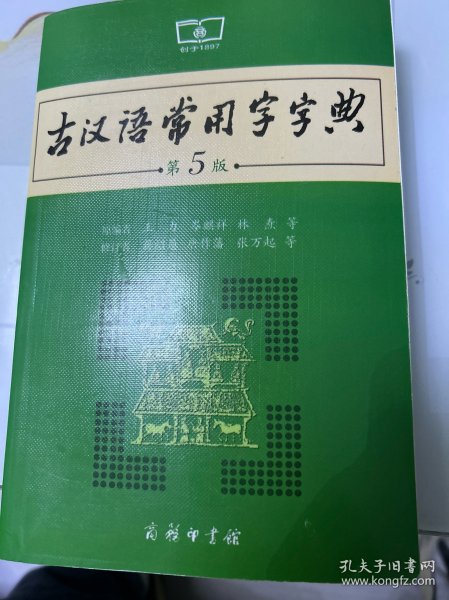 创于1897
古汉语常用字字典
第5版
原编者 王力 岑麒祥 林焘 等
修订者 蒋绍愚 唐作藩 张万起 等
商务印书馆
孔夫子旧书网
www.kongfz.com